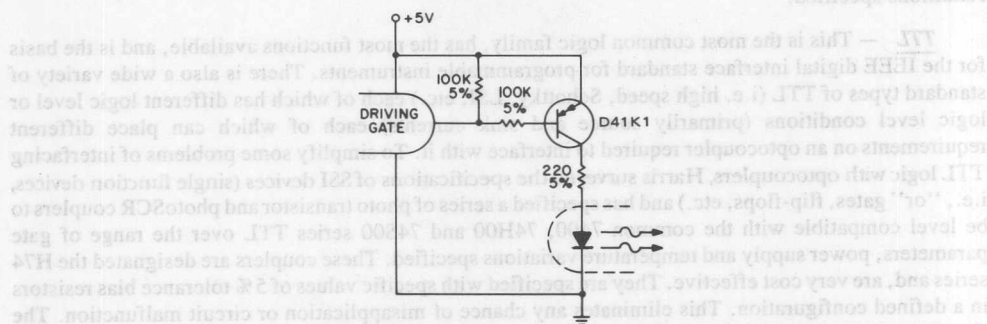 specified.
+5V
TTL — This is the most common logic family, has the most functions available, and is the basis
for the IEEE digital interface standard for programmable instruments. There is also a wide variety of
standard types of TTL (i.e. high speed, Schottky, etc.) each of which has different logic level or
logic level conditions (primarily source and sink current) each of which can place different
requirements on an optocoupler required to interface with it. To simplify some problems of interfacing
TTL logic with optocouplers, Harris surveyed the specifications of SSI devices (single function devices,
i.e., "or" gates, flip-flops, etc.) and has specified a series of photo transistor and photoSCR couplers to
be level compatible with the common 7400, 74H00 and 74S00 series TTL over the range of gate
parameters, power supply and temperature variations specified. These couplers are designated the H74
series and, are very cost effective. They are specified with specific values of 5% tolerance bias resistors
in a defined configuration. This eliminates any chance of misapplication or circuit malfunction. The
100K
5%
100K
5%
DRIVING
GATE
D41K1
220
5%